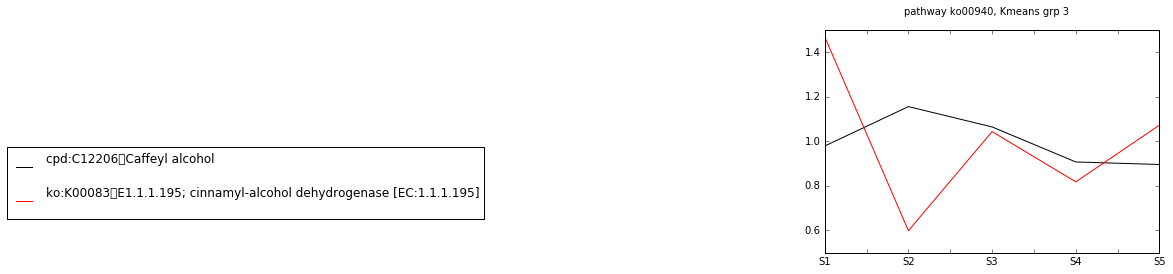 pathway ko00940, Kmeans grp 3
1.4
1.2
1.0
0.8
0.6
S1 S2 S3 S4 S5
cpd:C12206▯Caffeyl alcohol
ko:K00083▯E1.1.1.195; cinnamyl-alcohol dehydrogenase [EC:1.1.1.195]